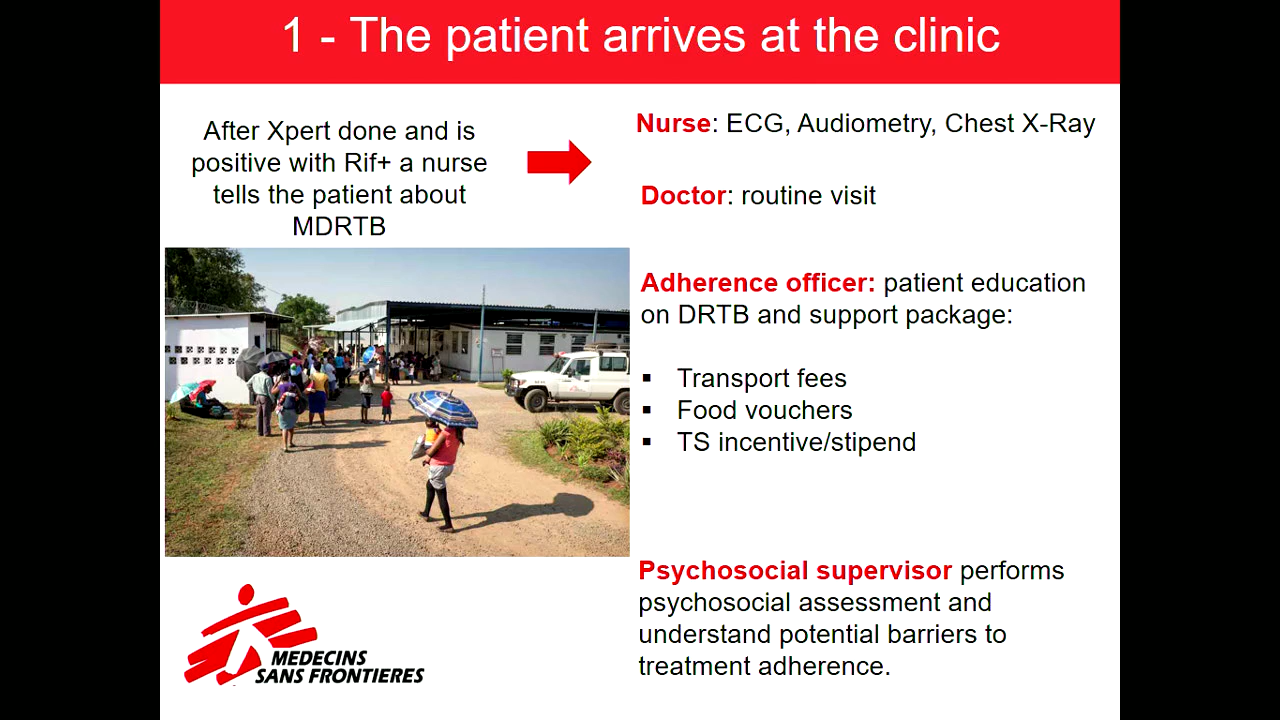 1 - The patient arrives at the clinic
After Xpert done and is
positive with Rif+ a nurse
tells the patient about
MDRTB
Nurse: ECG, Audiometry, Chest X-Ray
Doctor: routine visit
Adherence officer: patient education
on DRTB and support package:
▪ Transport fees
▪ Food vouchers
▪ TS incentive/stipend
Psychosocial supervisor performs
psychosocial assessment and
understand potential barriers to
treatment adherence.
MEDECINS
SANS FRONTIERES